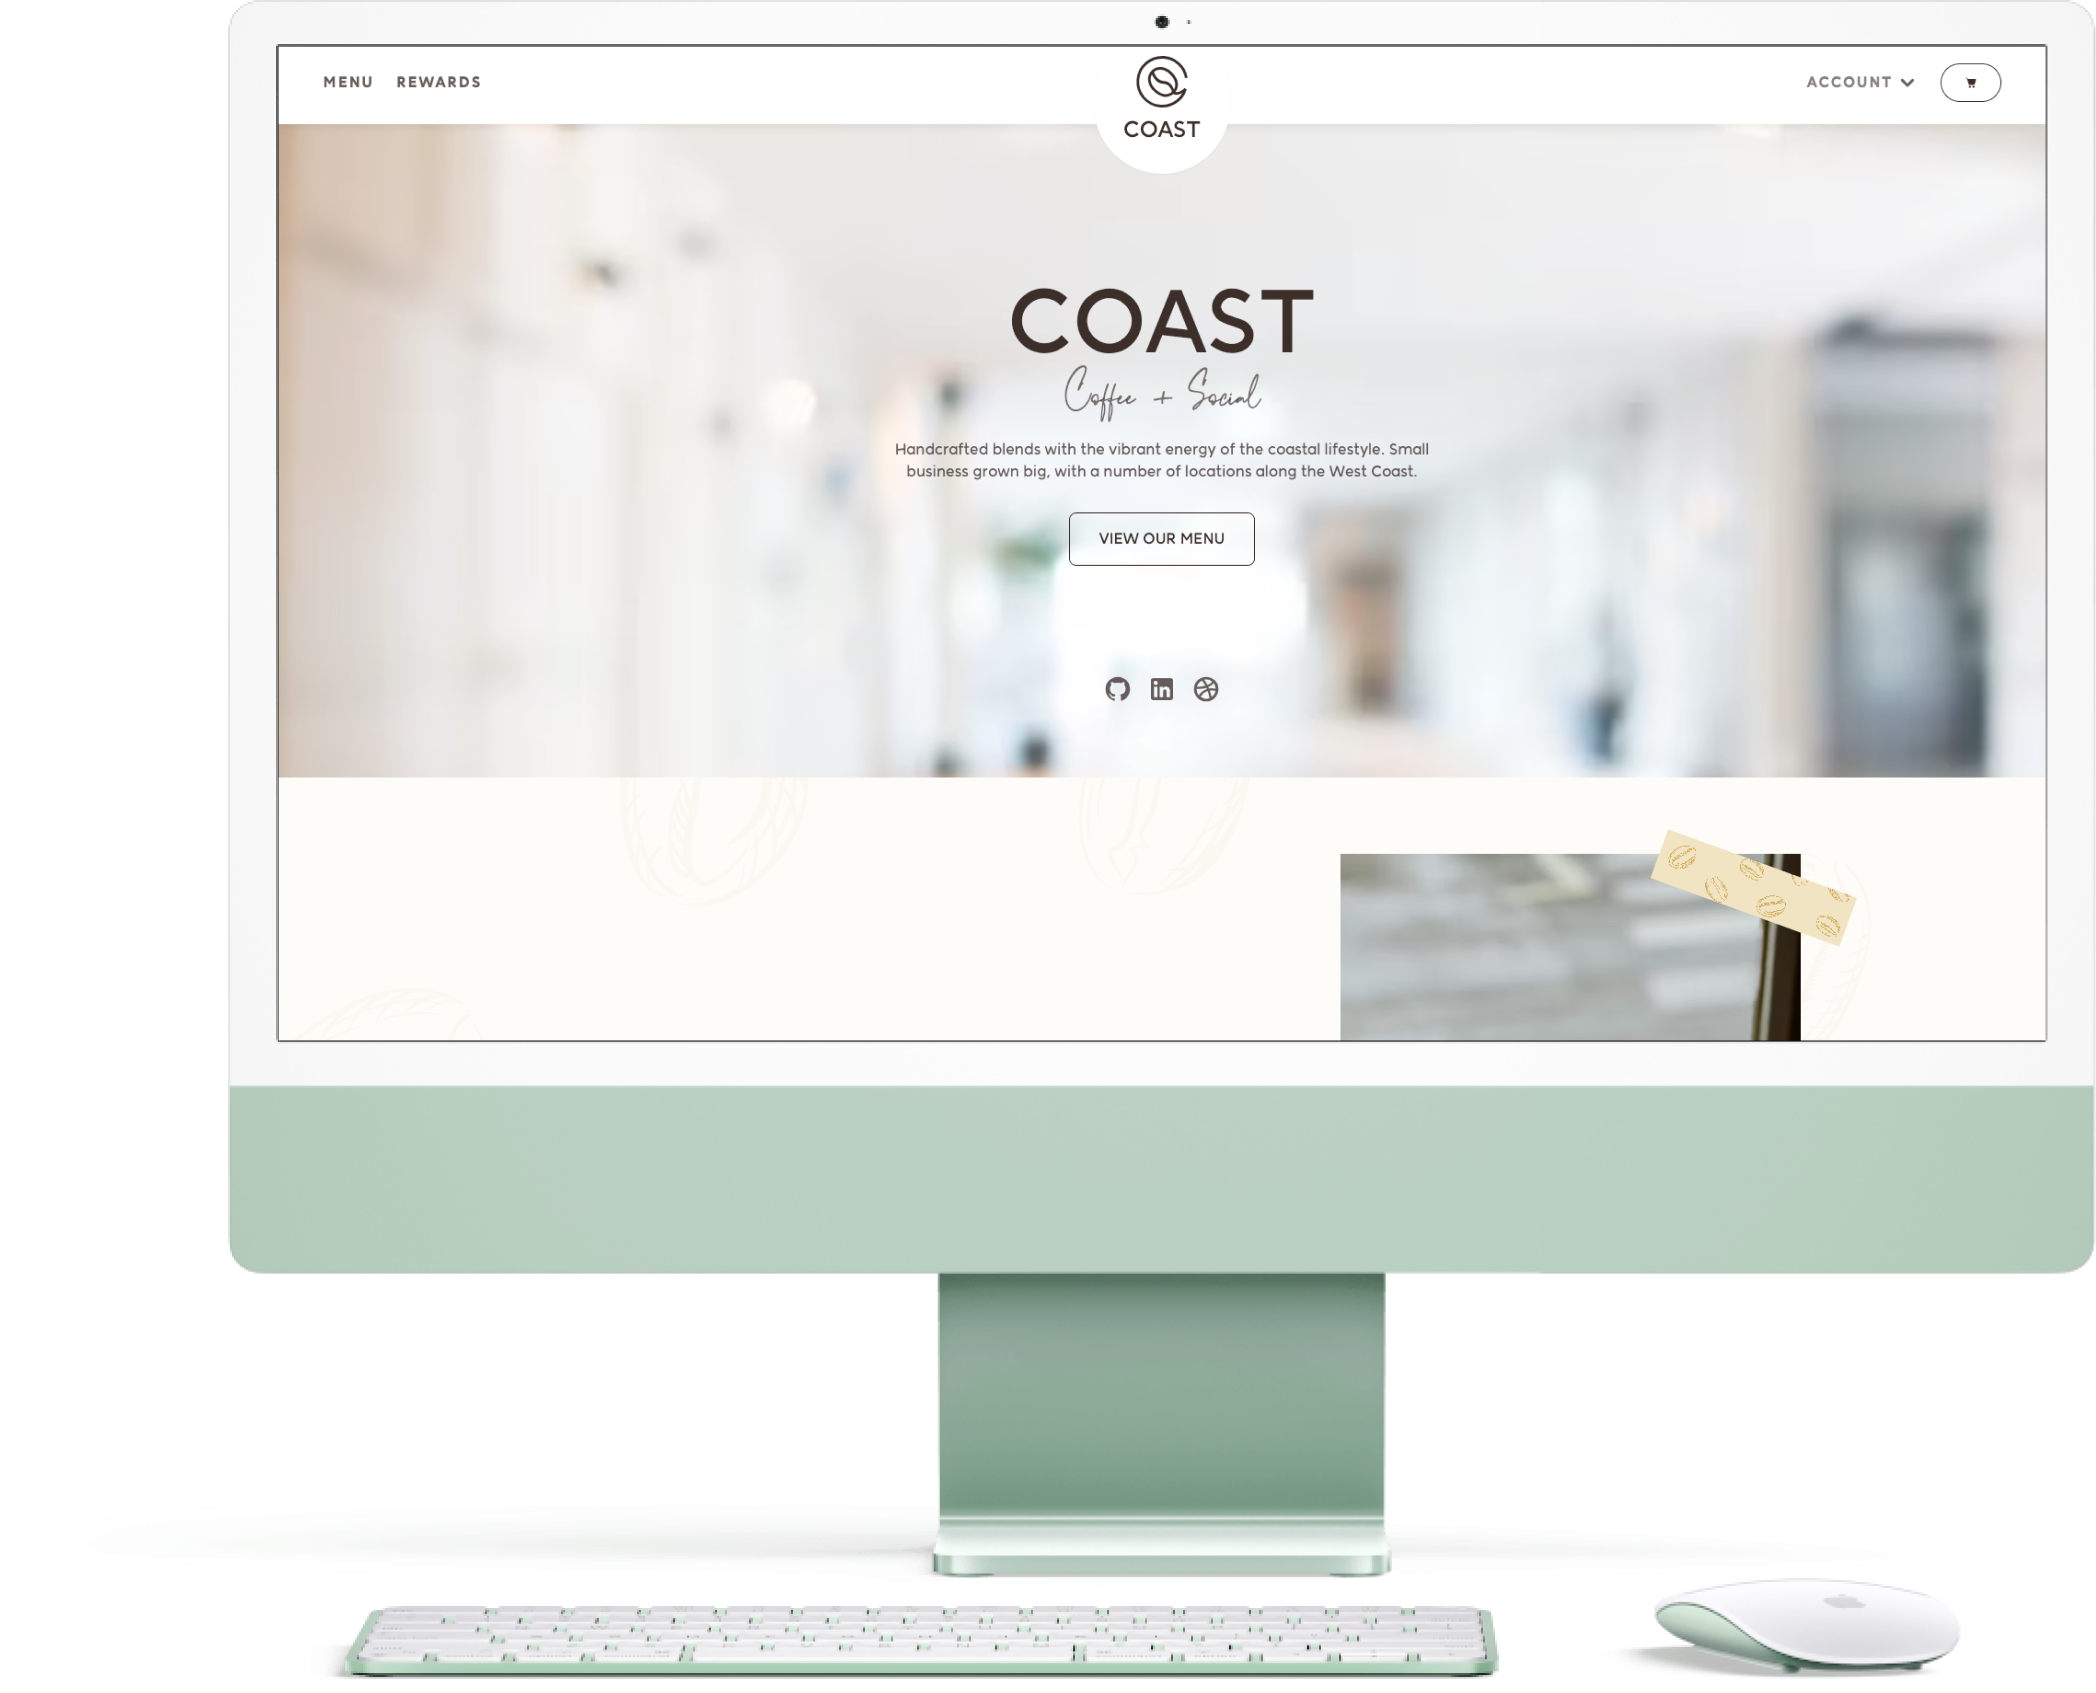 MENU REWARDS
COAST
ACCOUNT
COAST
Coffee + Social
Handcrafted blends with the vibrant energy of the coastal lifestyle. Small
business grown big, with a number of locations along the West Coast.
VIEW OUR MENU